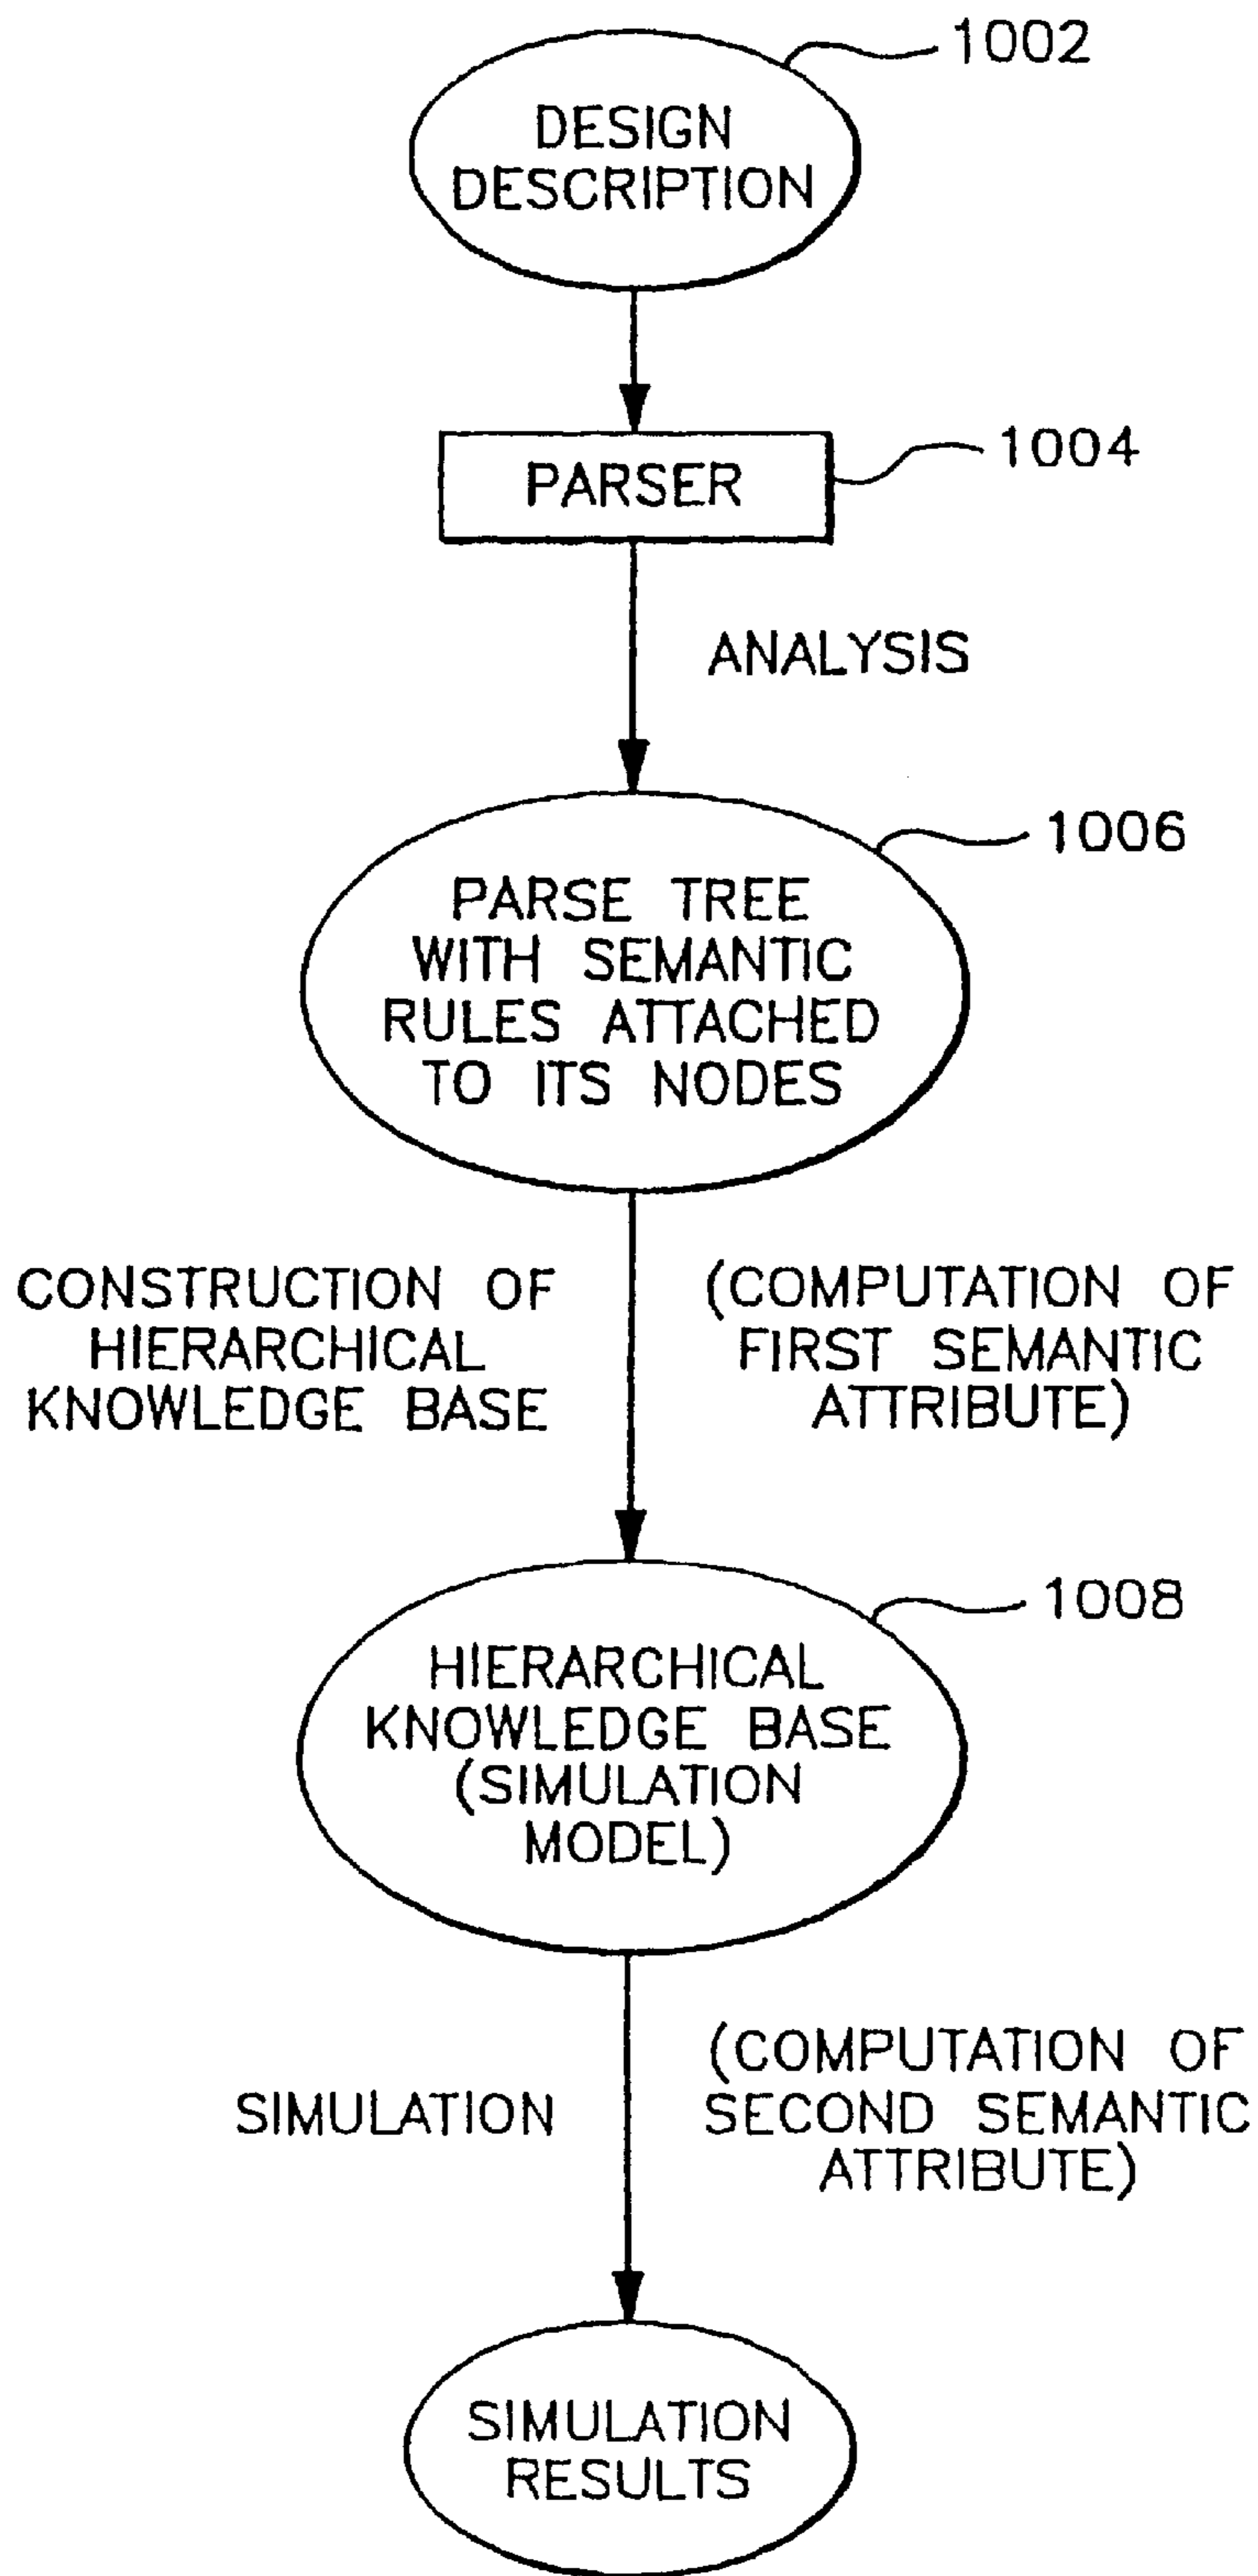 1002
DESIGN
DESCRIPTION
1004
PARSER
ANALYSIS
1006
PARSE TREE
WITH SEMANTIC
RULES ATTACHED
TO ITS NODES
CONSTRUCTION OF
HIERARCHICAL
KNOWLEDGE BASE
(COMPUTATION OF
FIRST SEMANTIC
ATTRIBUTE)
1008
HIERARCHICAL
KNOWLEDGE BASE
(SIMULATION
MODEL)
SIMULATION
(COMPUTATION OF
SECOND SEMANTIC
ATTRIBUTE)
SIMULATION
RESULTS